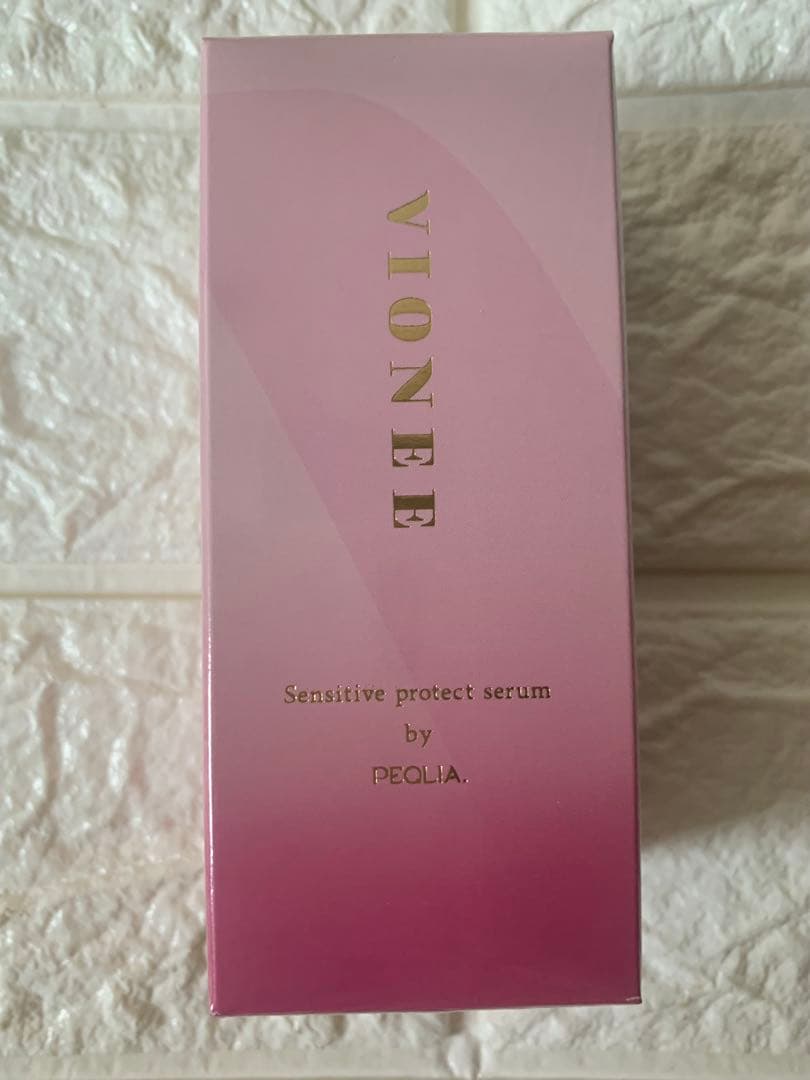 VIONEE
Sensitive protect serum
by
PEQLIA.